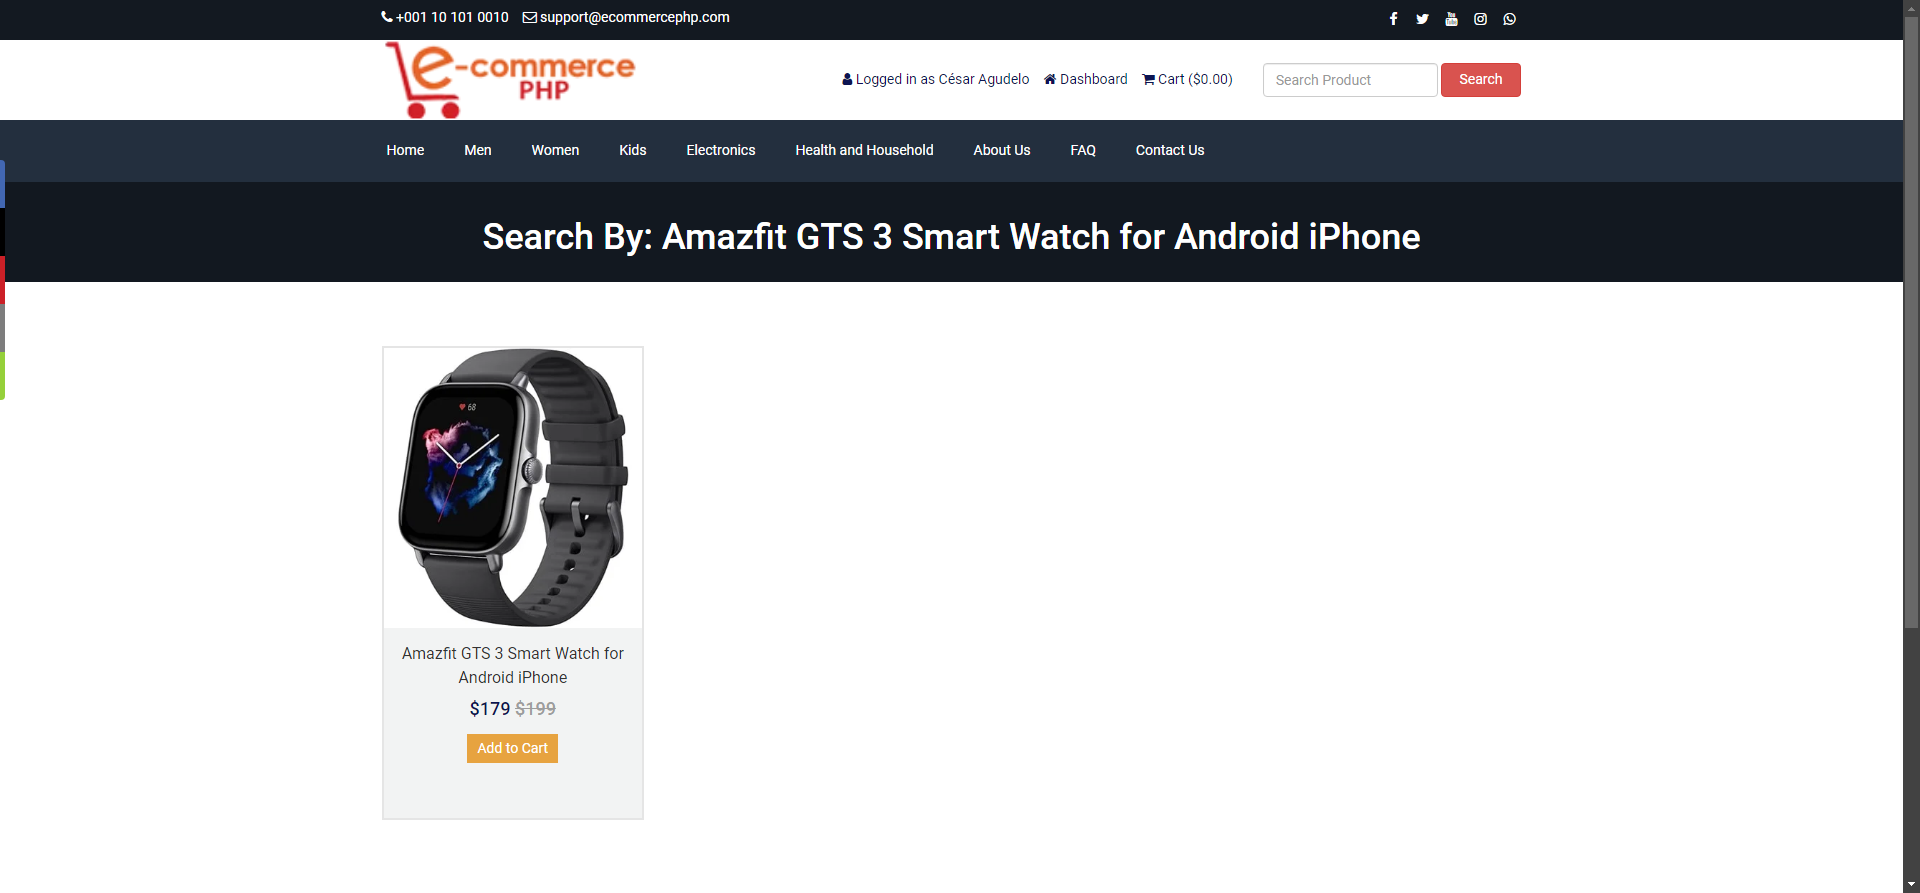 +001 10 101 0010 support@ecommercephp.com
e-commerce
PHP
Logged in as César Agudelo Dashboard Cart ($0.00) Search Product Search
Home Men Women Kids Electronics Health and Household About Us FAQ Contact Us
Search By: Amazfit GTS 3 Smart Watch for Android iPhone
68
Amazfit GTS 3 Smart Watch for
Android iPhone
$179 $199
Add to Cart